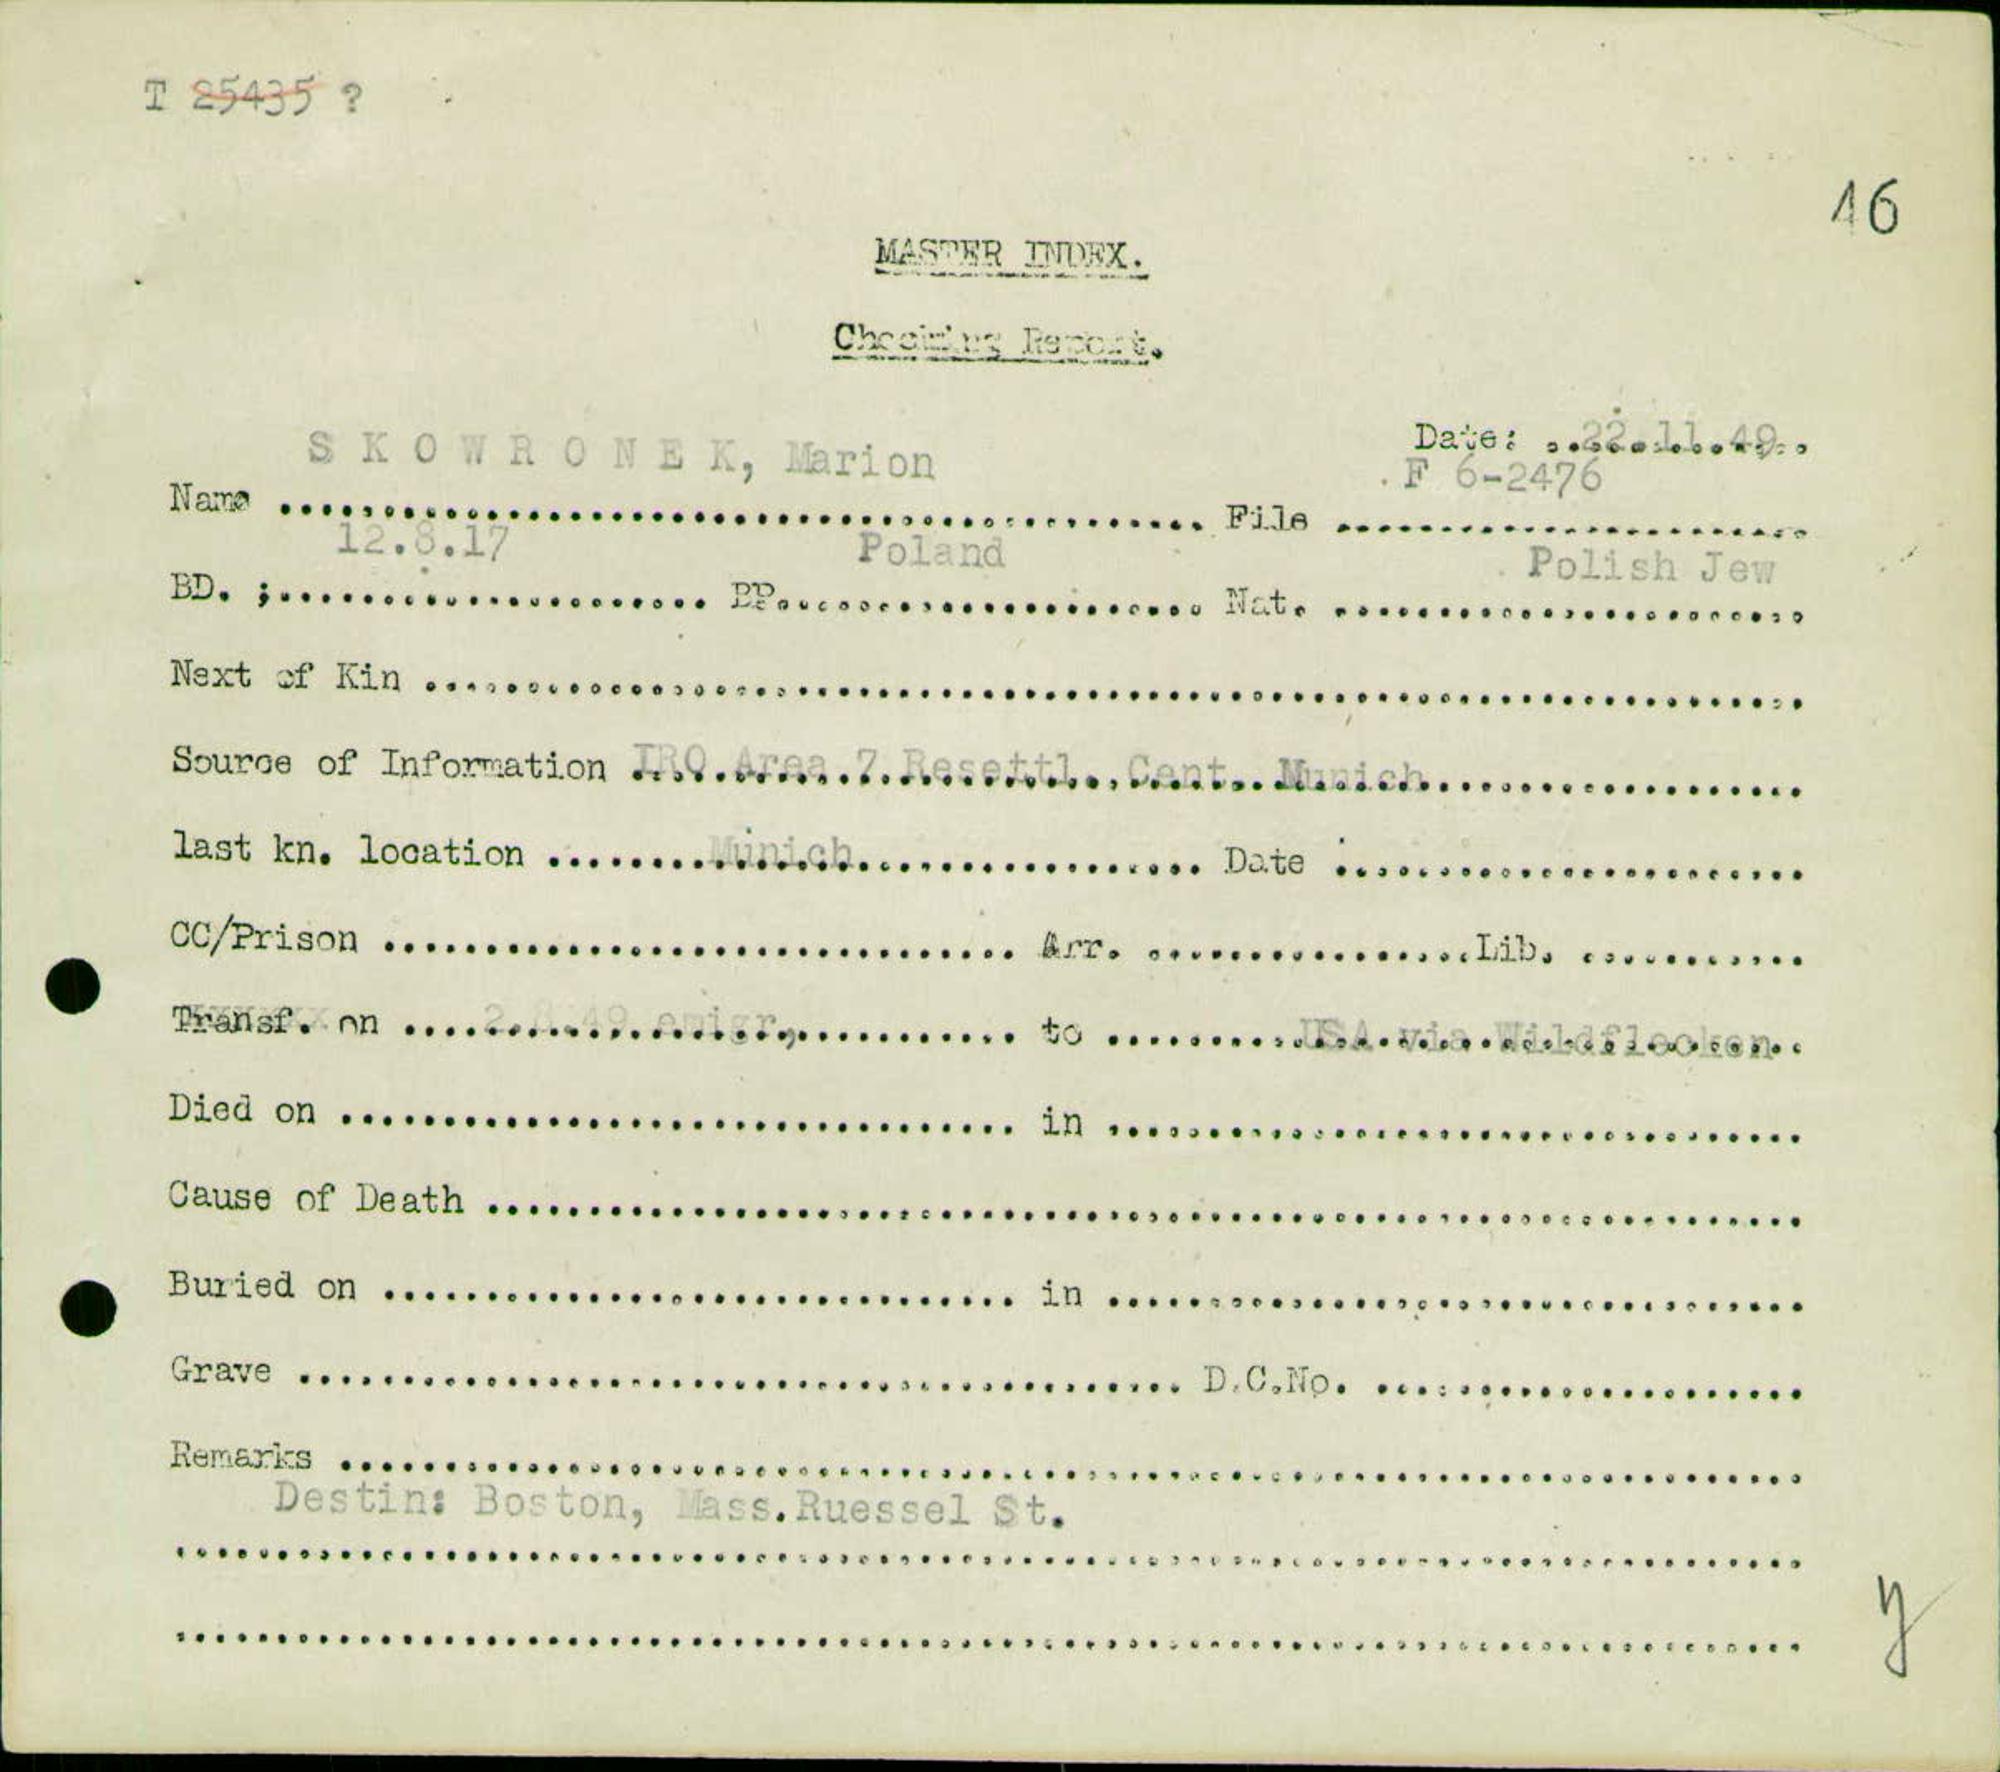 T 25435 ?
16
MASTER INDEX.
Checking Report.
Date: 22.11.49.
SKOWRONEK, Marion F 6-2476
Name ........ File ........
12.8.17 Poland Polish Jew
BD. ;........ BP......... Nat. ........
Next of Kin ........
Source of Information IRO Area 7 Resettl. Cent. Munich
last kn. location Munich ........ Date ........
CC/Prison ........ Arr. ........ Lib. ........
Transf. on .49 emigr. to USA via Wildflecken
Died on ........ in ........
Cause of Death ........
Buried on ........ in ........
Grave ........ D.C.No. ........
Remarks ........
Destin: Boston, Mass.Ruessel St.